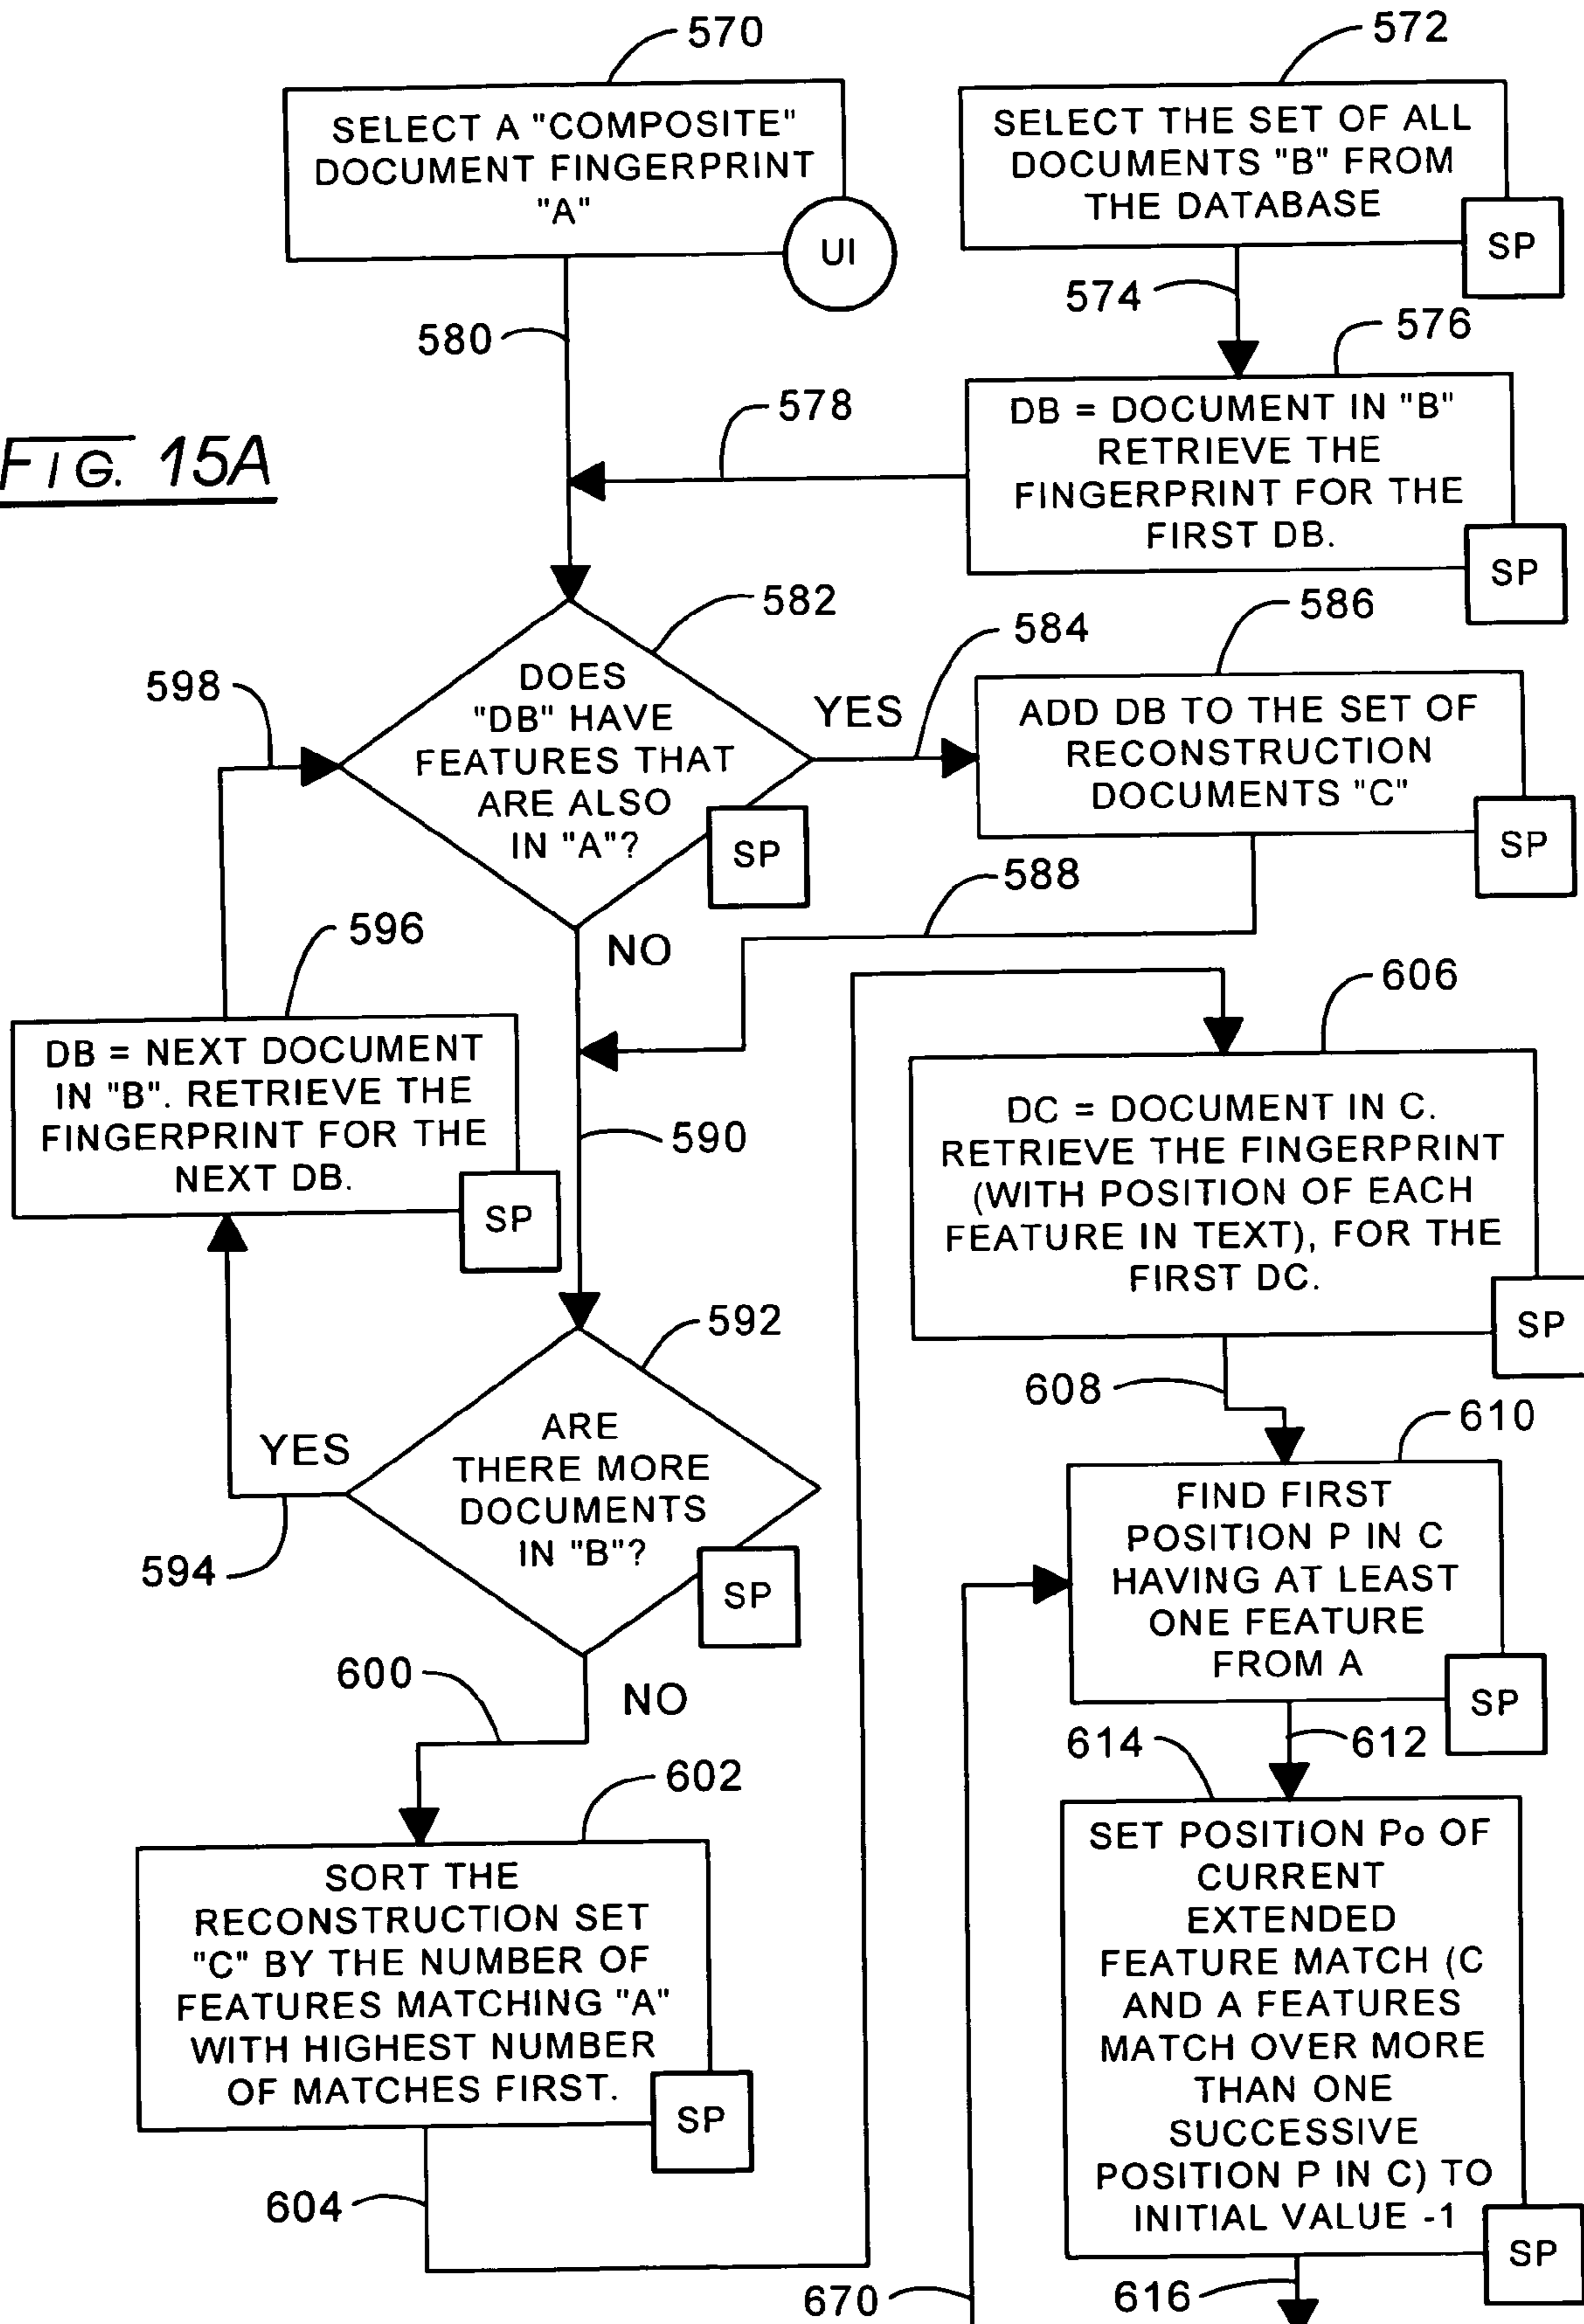 570
572
SELECT A "COMPOSITE"
DOCUMENT FINGERPRINT
"A"
UI
SELECT THE SET OF ALL
DOCUMENTS "B" FROM
THE DATABASE
SP
574
576
580
578
FIG. 15A
DB = DOCUMENT IN "B"
RETRIEVE THE
FINGERPRINT FOR THE
FIRST DB.
SP
582
584
586
598
DOES
"DB" HAVE
FEATURES THAT
ARE ALSO
IN "A"?
SP
YES
ADD DB TO THE SET OF
RECONSTRUCTION
DOCUMENTS "C"
SP
588
NO
596
606
DB = NEXT DOCUMENT
IN "B". RETRIEVE THE
FINGERPRINT FOR THE
NEXT DB.
SP
590
DC = DOCUMENT IN C.
RETRIEVE THE FINGERPRINT
(WITH POSITION OF EACH
FEATURE IN TEXT), FOR THE
FIRST DC.
SP
592
608
610
YES
594
ARE
THERE MORE
DOCUMENTS
IN "B"?
SP
FIND FIRST
POSITION P IN C
HAVING AT LEAST
ONE FEATURE
FROM A
SP
600
NO
614
612
602
SORT THE
RECONSTRUCTION SET
"C" BY THE NUMBER OF
FEATURES MATCHING "A"
WITH HIGHEST NUMBER
OF MATCHES FIRST.
SP
SET POSITION Po OF
CURRENT
EXTENDED
FEATURE MATCH (C
AND A FEATURES
MATCH OVER MORE
THAN ONE
SUCCESSIVE
POSITION P IN C) TO
INITIAL VALUE -1
SP
604
670
616